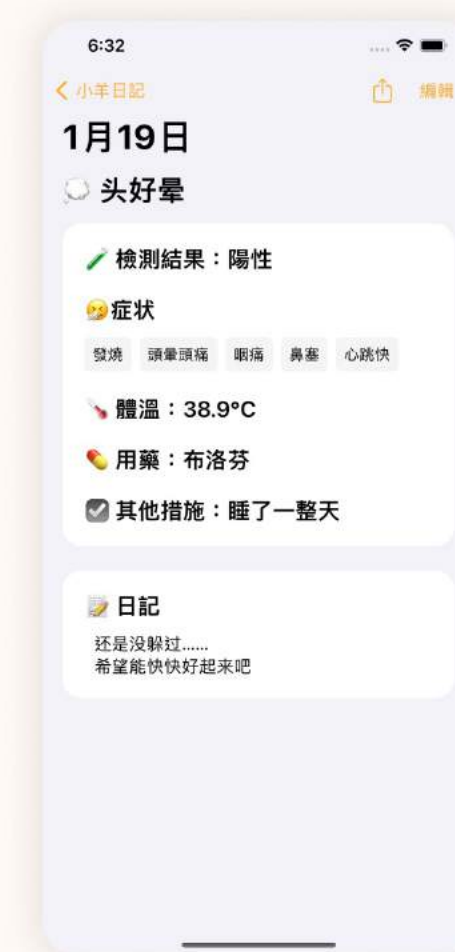 6:32
小羊日記
編輯
1月19日
💭 头好晕
🧪 檢測結果：陽性
🤧症状
發燒 頭暈頭痛 咽痛 鼻塞 心跳快
🌡️ 體溫：38.9°C
💊 用藥：布洛芬
☑️ 其他措施：睡了一整天
📝 日記
还是没躲过......
希望能快快好起来吧